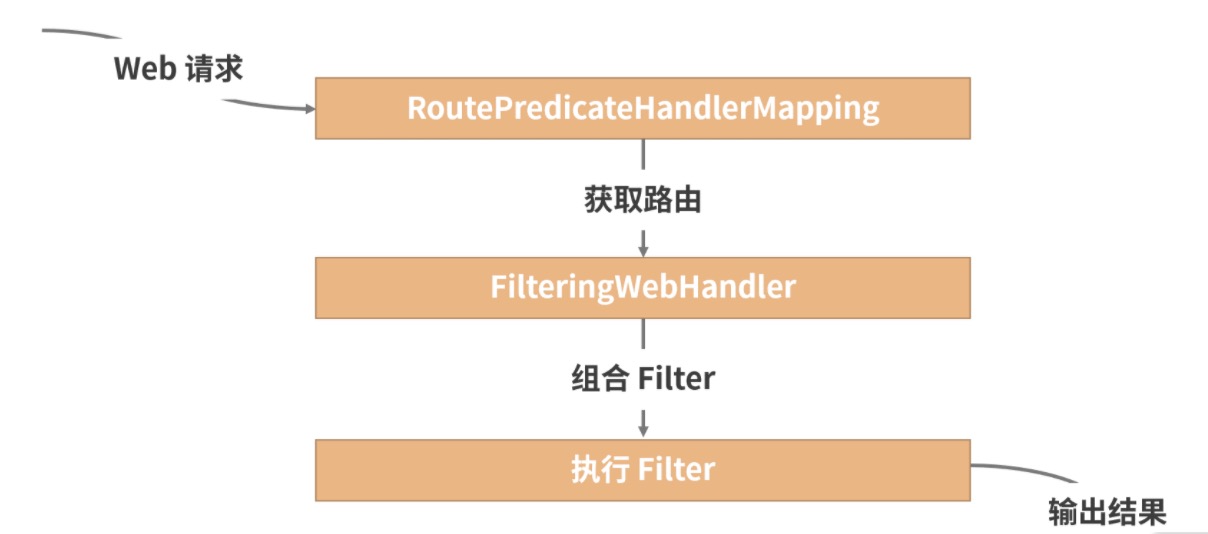 Web 请求
RoutePredicateHandlerMapping
获取路由
FilteringWebHandler
组合 Filter
执行 Filter
输出结果